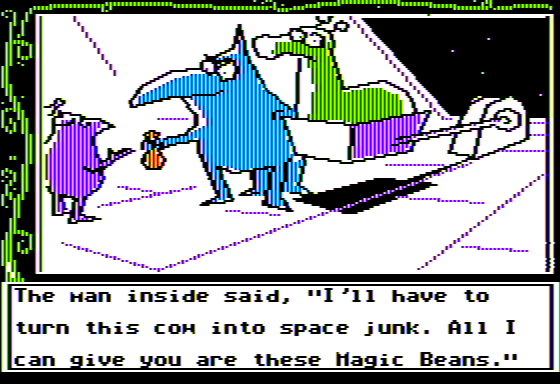 The man inside said, "I'll have to
turn this cow into space junk. All I
can give you are these Magic Beans."